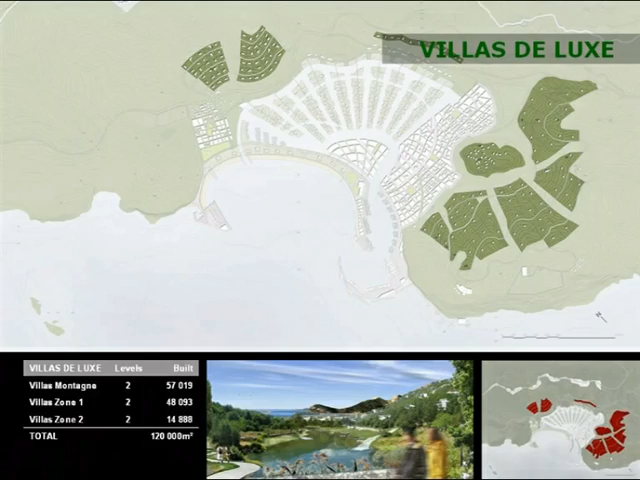 VILLAS DE LUXE
VILLAS DE LUXE Levels Built
Villas Montagne 2 57 019
Villas Zone 1 2 48 093
Villas Zone 2 2 14 888
TOTAL 120 000m²